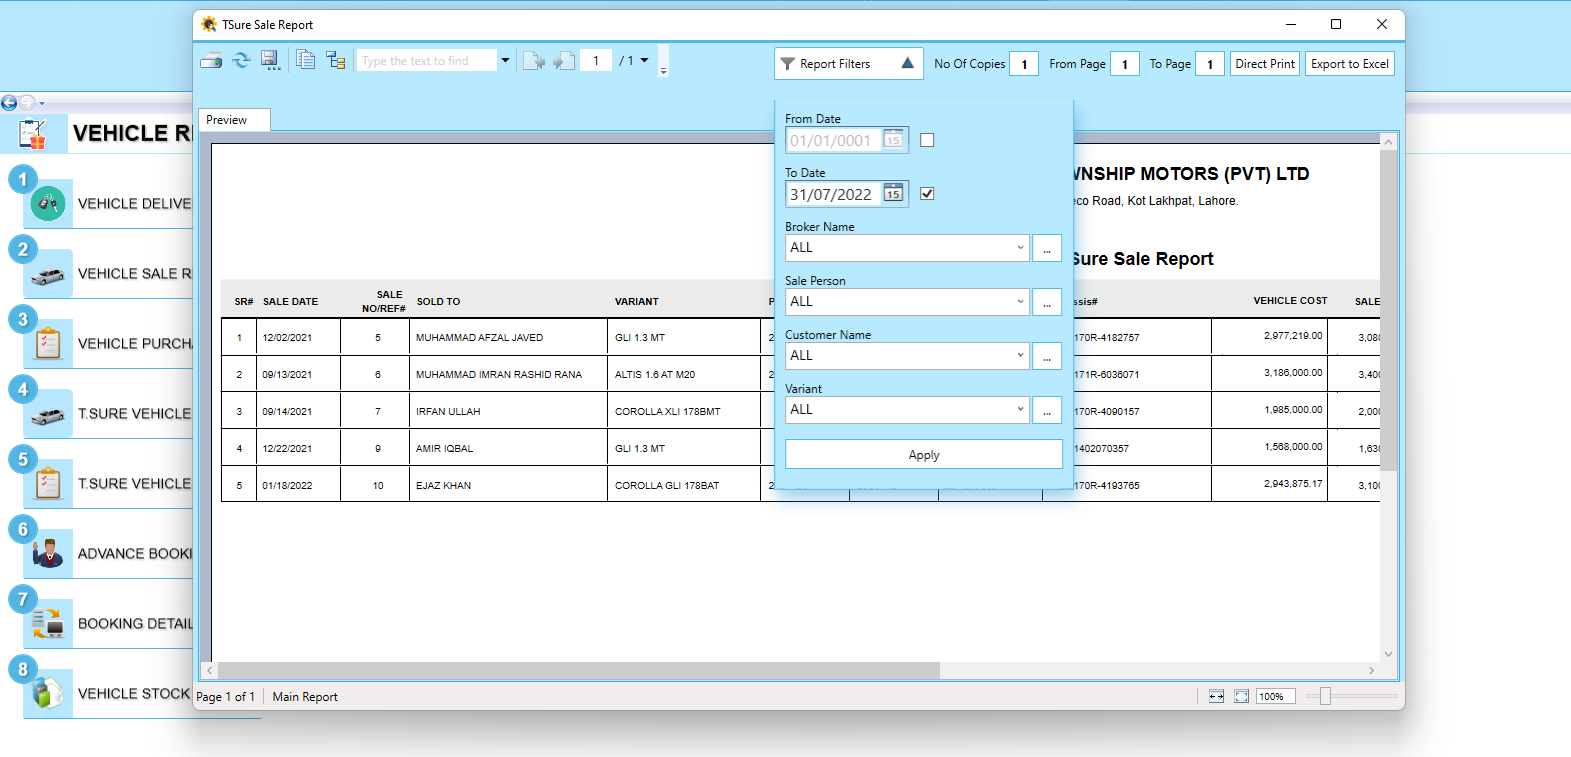 TSure Sale Report
Type the text to find
1 / 1
Report Filters
No Of Copies 1
From Page 1
To Page 1
Direct Print
Export to Excel
Preview
VEHICLE R
1
VEHICLE DELIVE
2
VEHICLE SALE R
3
VEHICLE PURCH
4
T.SURE VEHICLE
5
T.SURE VEHICLE
6
ADVANCE BOOKI
7
BOOKING DETAIL
8
VEHICLE STOCK
From Date
01/01/0001 15
To Date
31/07/2022 15
Broker Name
ALL ...
Sale Person
ALL ...
Customer Name
ALL ...
Variant
ALL ...
Apply
WNSHIP MOTORS (PVT) LTD
eco Road, Kot Lakhpat, Lahore.
Sure Sale Report
SR# SALE DATE SALE NO/REF# SOLD TO VARIANT P ssis# VEHICLE COST SALE
1 12/02/2021 5 MUHAMMAD AFZAL JAVED GLI 1.3 MT 2 170R-4182757 2,977,219.00 3,080
2 09/13/2021 6 MUHAMMAD IMRAN RASHID RANA ALTIS 1.6 AT M20 2 171R-6036071 3,186,000.00 3,400
3 09/14/2021 7 IRFAN ULLAH COROLLA XLI 178BMT 170R-4090157 1,985,000.00 2,000
4 12/22/2021 9 AMIR IQBAL GLI 1.3 MT 1402070357 1,568,000.00 1,630
5 01/18/2022 10 EJAZ KHAN COROLLA GLI 178BAT 170R-4193765 2,943,875.17 3,100
Page 1 of 1 Main Report
100%